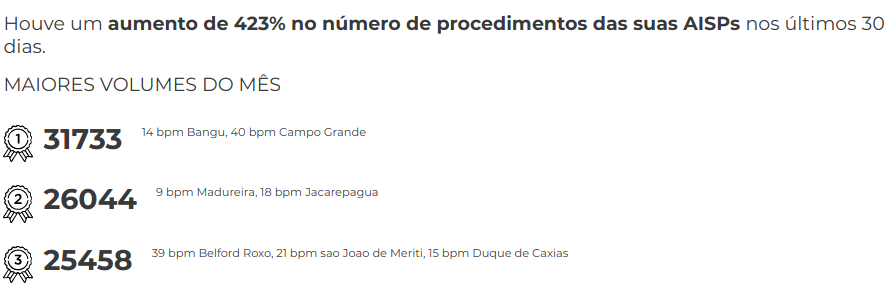 Houve um aumento de 423% no número de procedimentos das suas AISPs nos últimos 30
dias.
MAIORES VOLUMES DO MÊS
1 31733 14 bpm Bangu, 40 bpm Campo Grande
2 26044 9 bpm Madureira, 18 bpm Jacarepagua
3 25458 39 bpm Belford Roxo, 21 bpm sao Joao de Meriti, 15 bpm Duque de Caxias